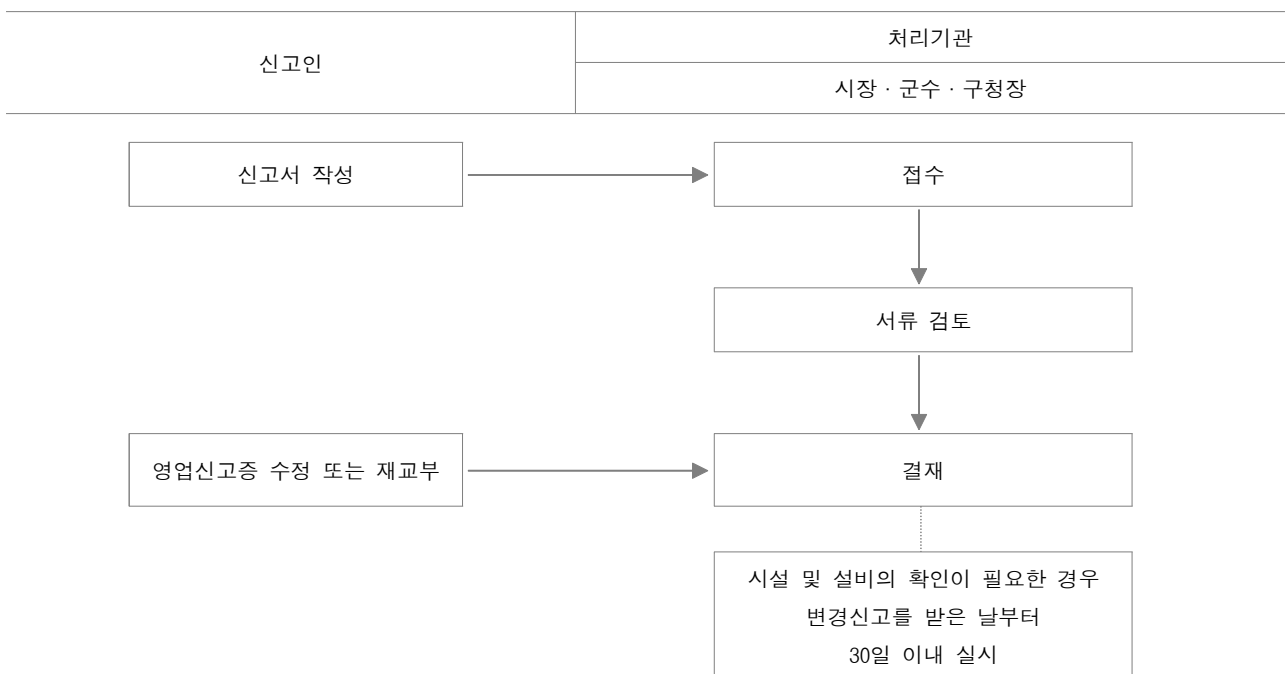 신고인
처리기관
시장 · 군수 · 구청장
신고서 작성
접수
서류 검토
영업신고증 수정 또는 재교부
결재
시설 및 설비의 확인이 필요한 경우
변경신고를 받은 날부터
30일 이내 실시